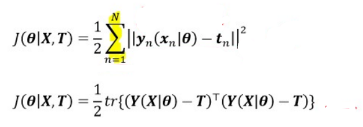 J(θ|X, T) = 1/2 ∑_{n=1}^{N} ||y_n(x_n|θ) − t_n||²
J(θ|X, T) = 1/2 tr{(Y(X|θ) − T)^⊤(Y(X|θ) − T)}